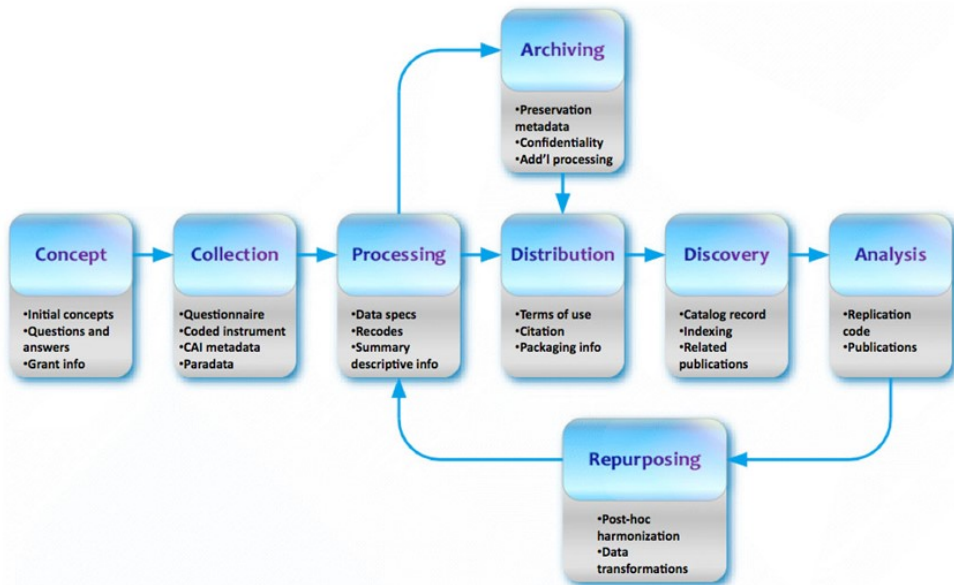 Archiving
•Preservation
metadata
•Confidentiality
•Add'l processing
Concept
•Initial concepts
•Questions and
answers
•Grant info
Collection
•Questionnaire
•Coded instrument
•CAI metadata
•Paradata
Processing
•Data specs
•Recodes
•Summary
descriptive info
Distribution
•Terms of use
•Citation
•Packaging info
Discovery
•Catalog record
•Indexing
•Related
publications
Analysis
•Replication
code
•Publications
Repurposing
•Post-hoc
harmonization
•Data
transformations